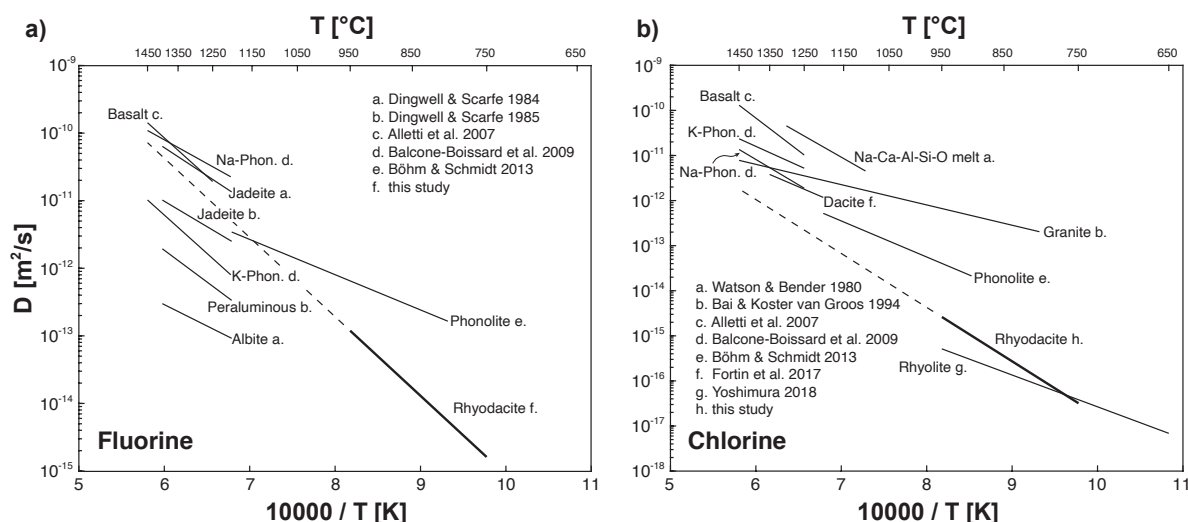 a)
T [°C]
1450 1350 1250 1150 1050 950 850 750 650
10⁻⁹
10⁻¹⁰
10⁻¹¹
10⁻¹²
10⁻¹³
10⁻¹⁴
10⁻¹⁵
D [m²/s]
Basalt c.
Na-Phon. d.
Jadeite a.
Jadeite b.
K-Phon. d.
Peraluminous b.
Albite a.
Phonolite e.
Rhyodacite f.
a. Dingwell & Scarfe 1984
b. Dingwell & Scarfe 1985
c. Alletti et al. 2007
d. Balcone-Boissard et al. 2009
e. Böhm & Schmidt 2013
f. this study
Fluorine
5 6 7 8 9 10 11
10000 / T [K]
b)
T [°C]
1450 1350 1250 1150 1050 950 850 750 650
10⁻⁹
10⁻¹⁰
10⁻¹¹
10⁻¹²
10⁻¹³
10⁻¹⁴
10⁻¹⁵
10⁻¹⁶
10⁻¹⁷
10⁻¹⁸
Basalt c.
K-Phon. d.
Na-Phon. d.
Na-Ca-Al-Si-O melt a.
Dacite f.
Granite b.
Phonolite e.
Rhyodacite h.
Rhyolite g.
a. Watson & Bender 1980
b. Bai & Koster van Groos 1994
c. Alletti et al. 2007
d. Balcone-Boissard et al. 2009
e. Böhm & Schmidt 2013
f. Fortin et al. 2017
g. Yoshimura 2018
h. this study
Chlorine
5 6 7 8 9 10 11
10000 / T [K]